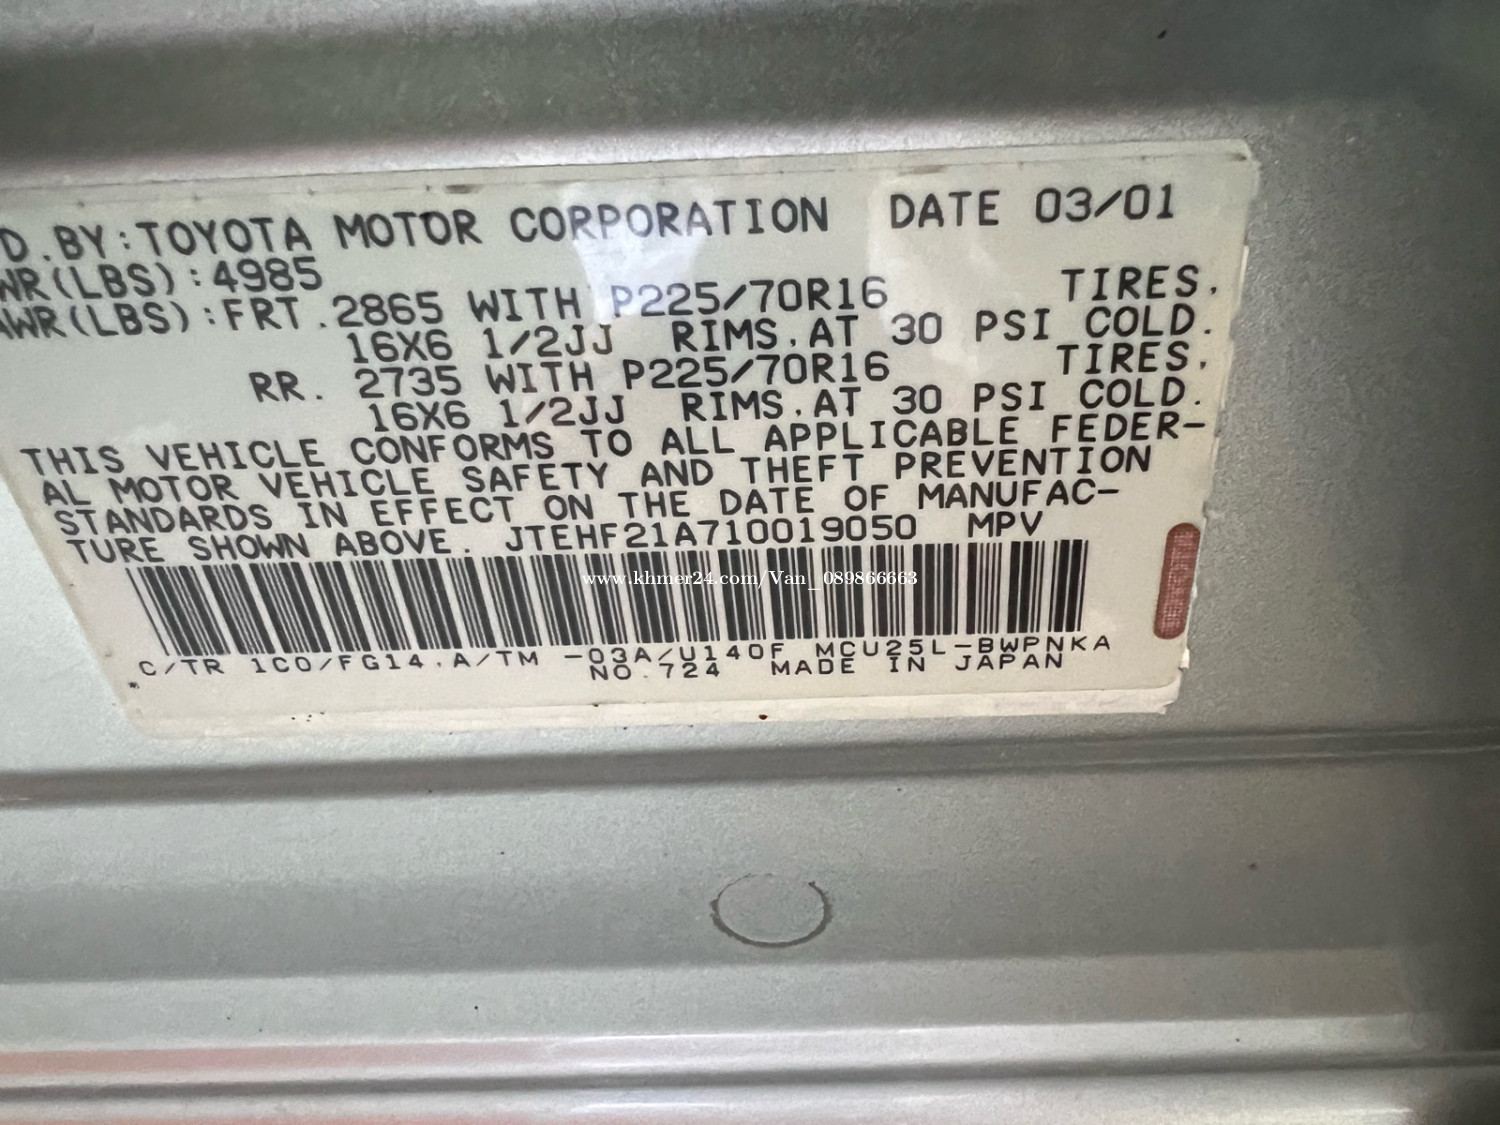 D.BY:TOYOTA MOTOR CORPORATION DATE 03/01
WR(LBS):4985
AWR(LBS):FRT.2865 WITH P225/70R16 TIRES,
16X6 1/2JJ RIMS,AT 30 PSI COLD.
RR. 2735 WITH P225/70R16 TIRES,
16X6 1/2JJ RIMS,AT 30 PSI COLD.
THIS VEHICLE CONFORMS TO ALL APPLICABLE FEDER-
AL MOTOR VEHICLE SAFETY AND THEFT PREVENTION
STANDARDS IN EFFECT ON THE DATE OF MANUFAC-
TURE SHOWN ABOVE. JTEHF21A710019050 MPV
www.khmer24.com/Van_089866663
C/TR 1C0/FG14.A/TM -03A/U140F MCU25L-BWPNKA
NO.724 MADE IN JAPAN